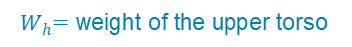 W_h = weight of the upper torso